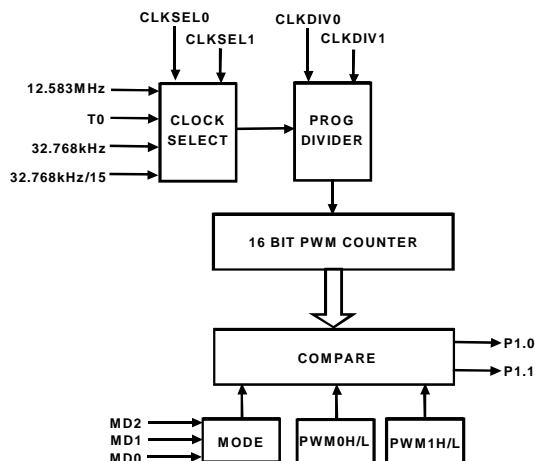 CLKSEL0
CLKSEL1
CLKDIV0
CLKDIV1
12.583MHz
T0
32.768kHz
32.768kHz/15
CLOCK
SELECT
PROG
DIVIDER
16 BIT PWM COUNTER
COMPARE
P1.0
P1.1
MD2
MD1
MD0
MODE
PWM0H/L
PWM1H/L